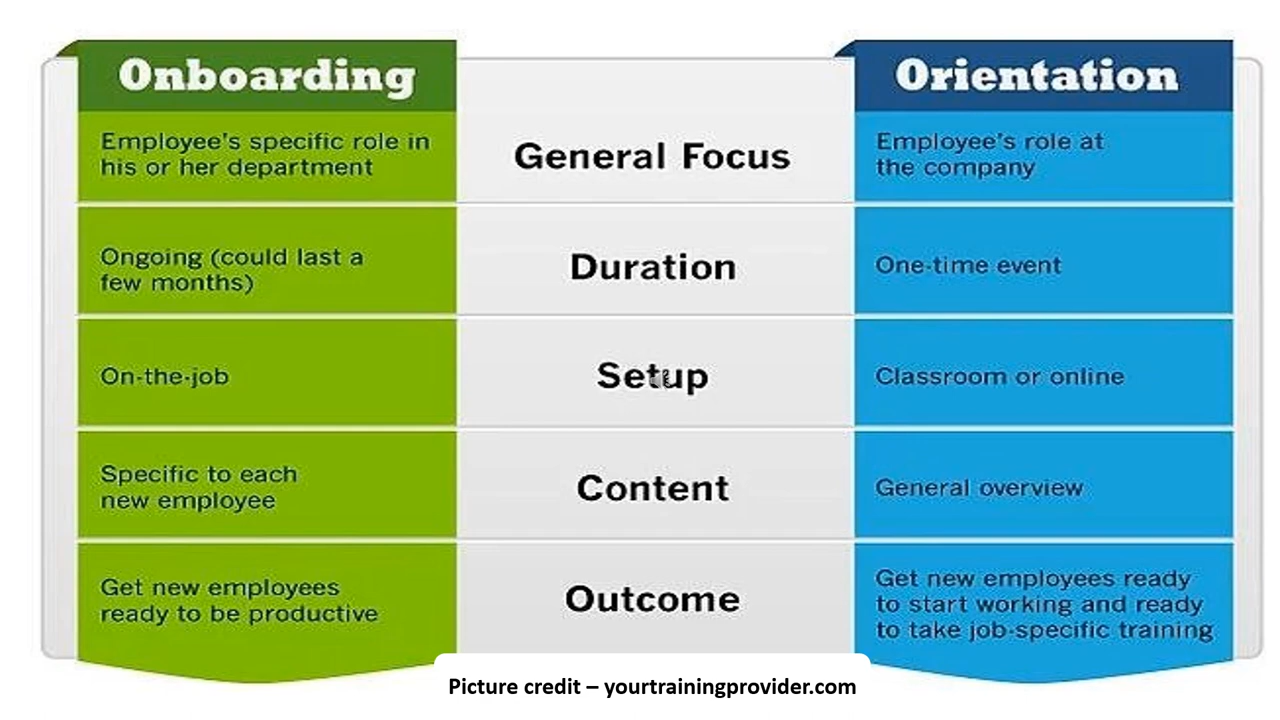 Onboarding
Orientation
Employee's specific role in
his or her department
General Focus
Employee's role at
the company
Ongoing (could last a
few months)
Duration
One-time event
On-the-job
Setup
Classroom or online
Specific to each
new employee
Content
General overview
Get new employees
ready to be productive
Outcome
Get new employees ready
to start working and ready
to take job-specific training
Picture credit – yourtrainingprovider.com